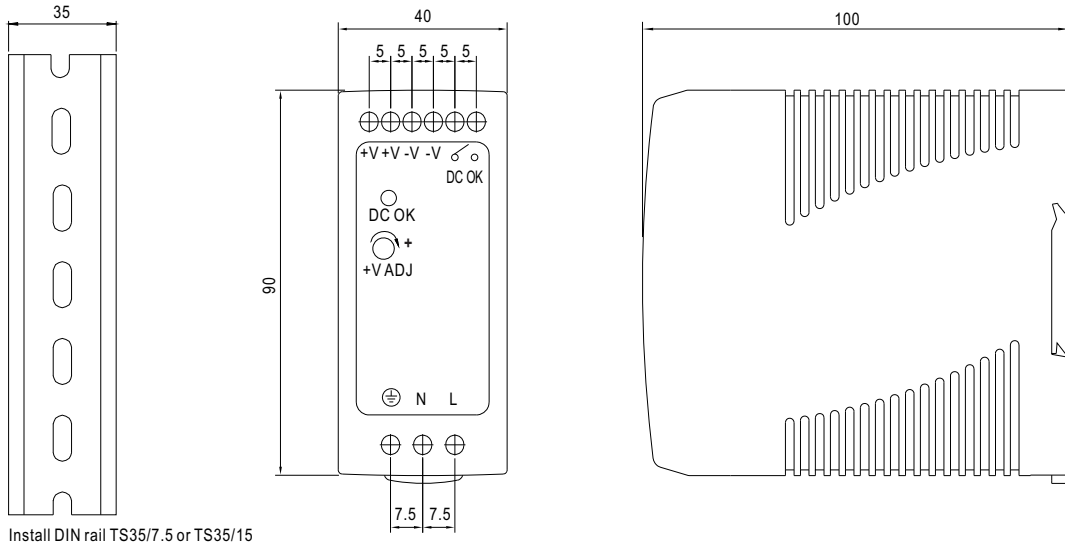 35
40
100
5 5 5 5 5
+V +V -V -V
DC OK
DC OK
+
+V ADJ
90
N L
7.5 7.5
Install DIN rail TS35/7.5 or TS35/15